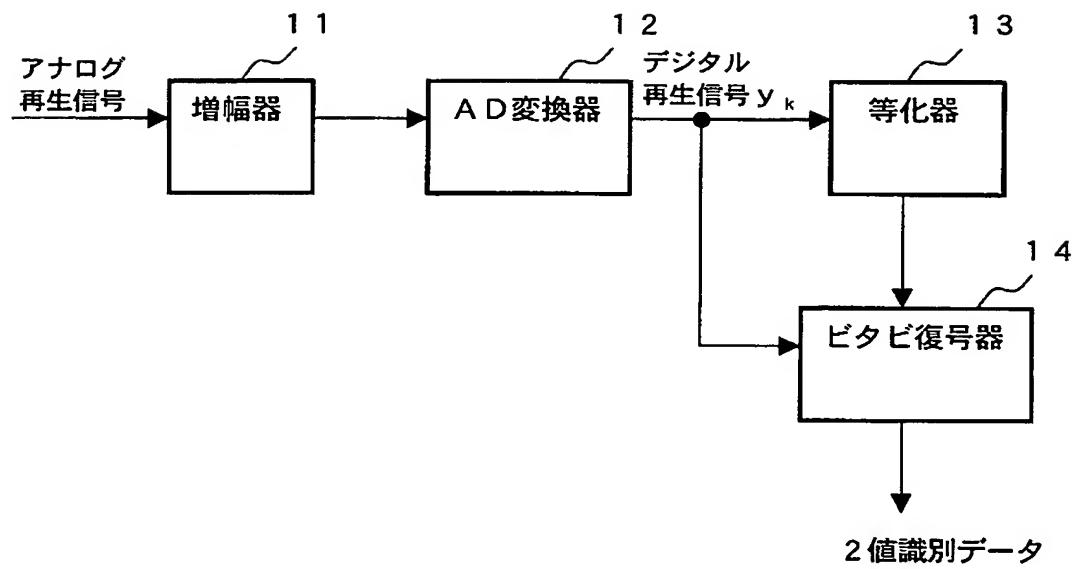 １１
１２
１３
アナログ
再生信号
増幅器
ＡＤ変換器
デジタル
再生信号ｙk
等化器
１４
ビタビ復号器
２値識別データ